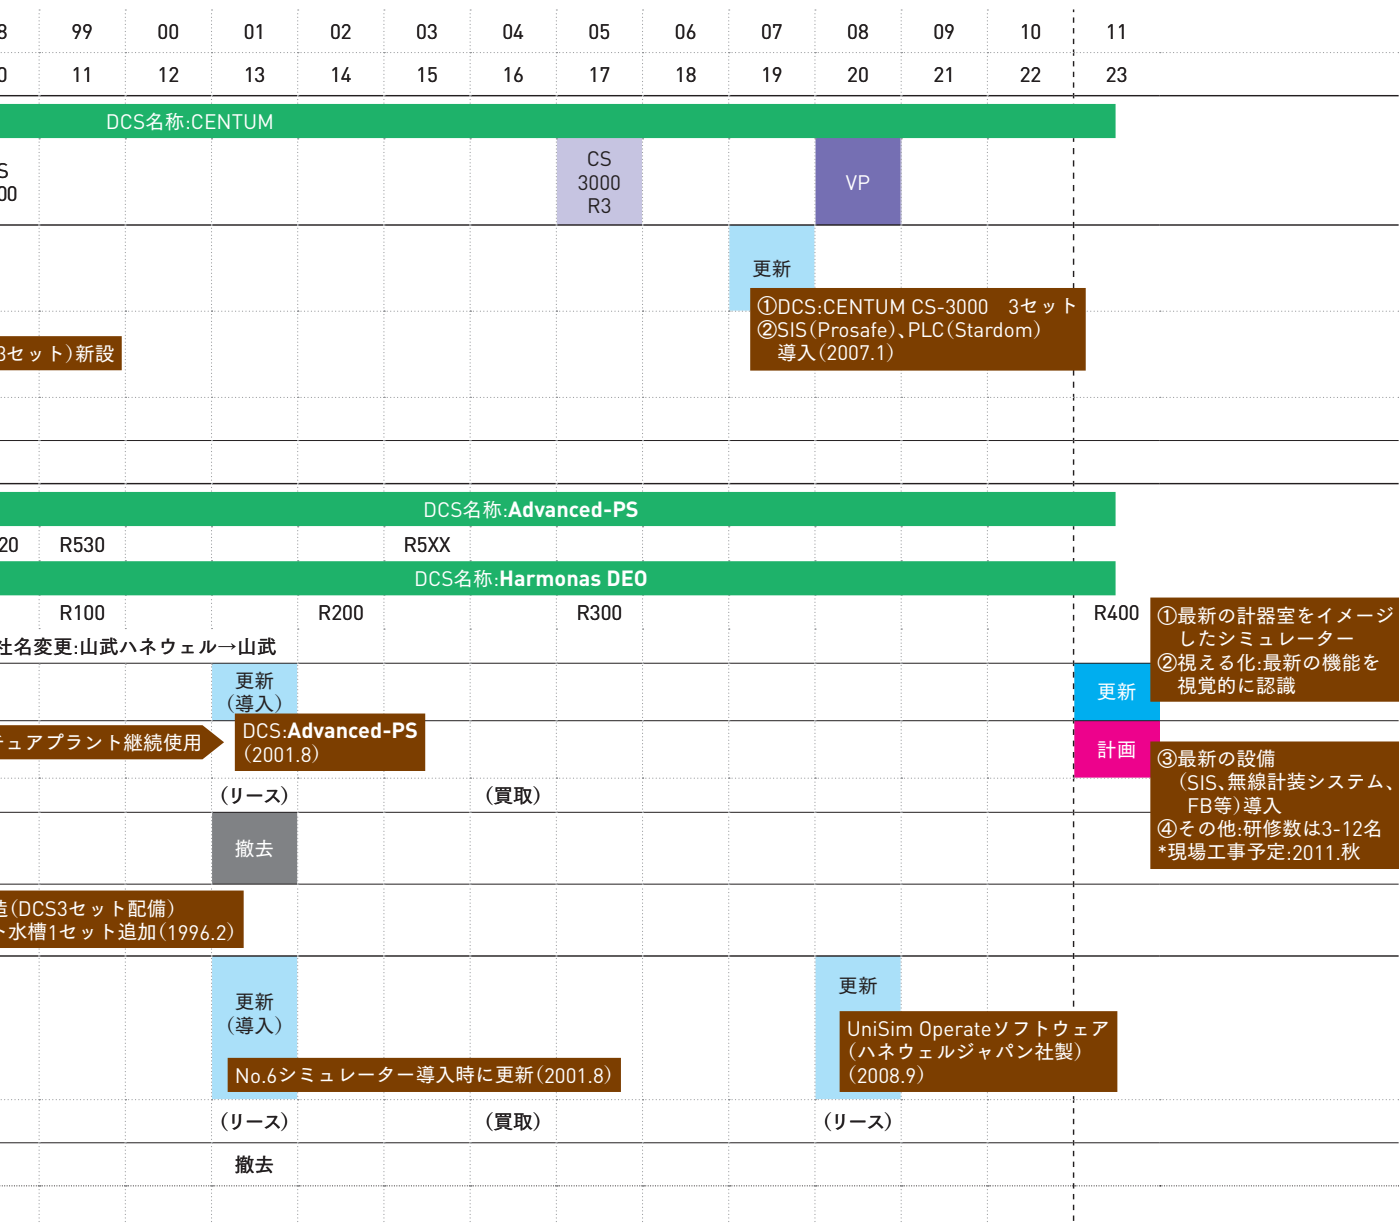 8 99 00 01 02 03 04 05 06 07 08 09 10 11
0 11 12 13 14 15 16 17 18 19 20 21 22 23
DCS名称:CENTUM
S
00
CS
3000
R3
VP
更新
①DCS:CENTUM CS-3000　3セット
②SIS(Prosafe)、PLC(Stardom)
導入(2007.1)
3セット)新設
DCS名称:Advanced-PS
20 R530 R5XX
DCS名称:Harmonas DEO
R100 R200 R300 R400
社名変更:山武ハネウェル→山武
①最新の計器室をイメージ
したシミュレーター
②視える化:最新の機能を
視覚的に認識
更新
(導入)
更新
チュアプラント継続使用
DCS:Advanced-PS
(2001.8)
計画
③最新の設備
(SIS、無線計装システム、
FB等)導入
④その他:研修数は3-12名
*現場工事予定:2011.秋
(リース) (買取)
撤去
造(DCS3セット配備)
ト水槽1セット追加(1996.2)
更新
(導入)
No.6シミュレーター導入時に更新(2001.8)
更新
UniSim Operateソフトウェア
(ハネウェルジャパン社製)
(2008.9)
(リース) (買取) (リース)
撤去